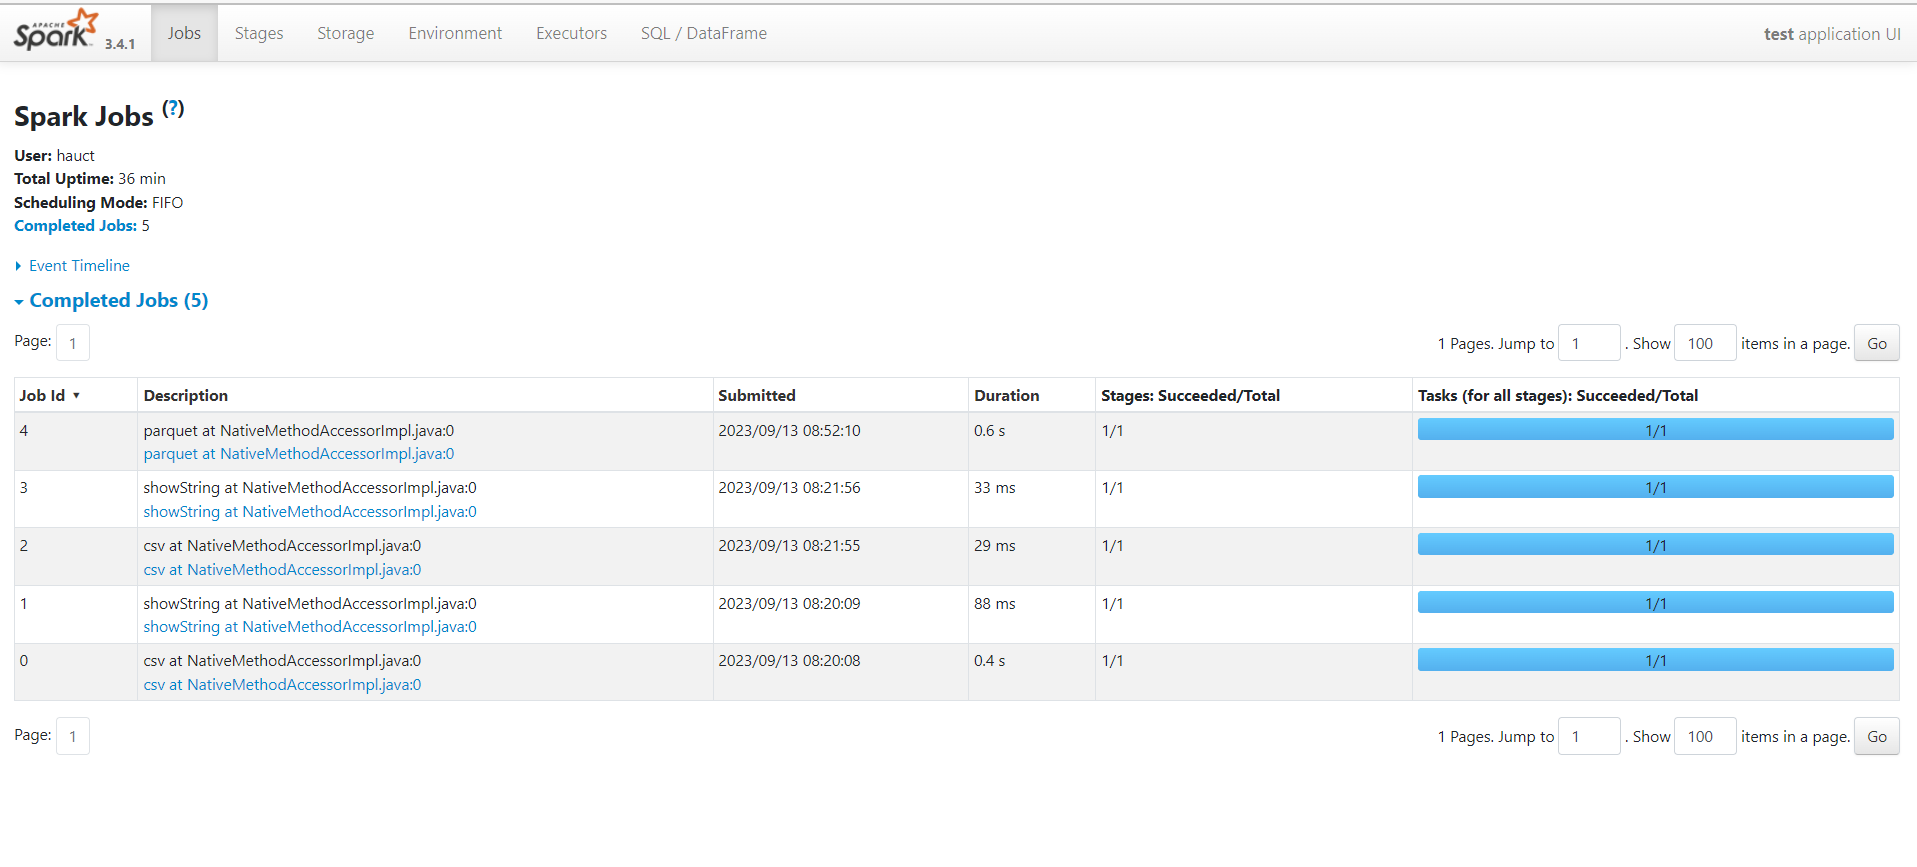 APACHE
Spark 3.4.1 Jobs Stages Storage Environment Executors SQL / DataFrame test application UI
Spark Jobs (?)
User: hauct
Total Uptime: 36 min
Scheduling Mode: FIFO
Completed Jobs: 5
Event Timeline
Completed Jobs (5)
Page: 1 1 Pages. Jump to 1 . Show 100 items in a page. Go
Job Id ▾ Description Submitted Duration Stages: Succeeded/Total Tasks (for all stages): Succeeded/Total
4 parquet at NativeMethodAccessorImpl.java:0 2023/09/13 08:52:10 0.6 s 1/1 1/1
parquet at NativeMethodAccessorImpl.java:0
3 showString at NativeMethodAccessorImpl.java:0 2023/09/13 08:21:56 33 ms 1/1 1/1
showString at NativeMethodAccessorImpl.java:0
2 csv at NativeMethodAccessorImpl.java:0 2023/09/13 08:21:55 29 ms 1/1 1/1
csv at NativeMethodAccessorImpl.java:0
1 showString at NativeMethodAccessorImpl.java:0 2023/09/13 08:20:09 88 ms 1/1 1/1
showString at NativeMethodAccessorImpl.java:0
0 csv at NativeMethodAccessorImpl.java:0 2023/09/13 08:20:08 0.4 s 1/1 1/1
csv at NativeMethodAccessorImpl.java:0
Page: 1 1 Pages. Jump to 1 . Show 100 items in a page. Go